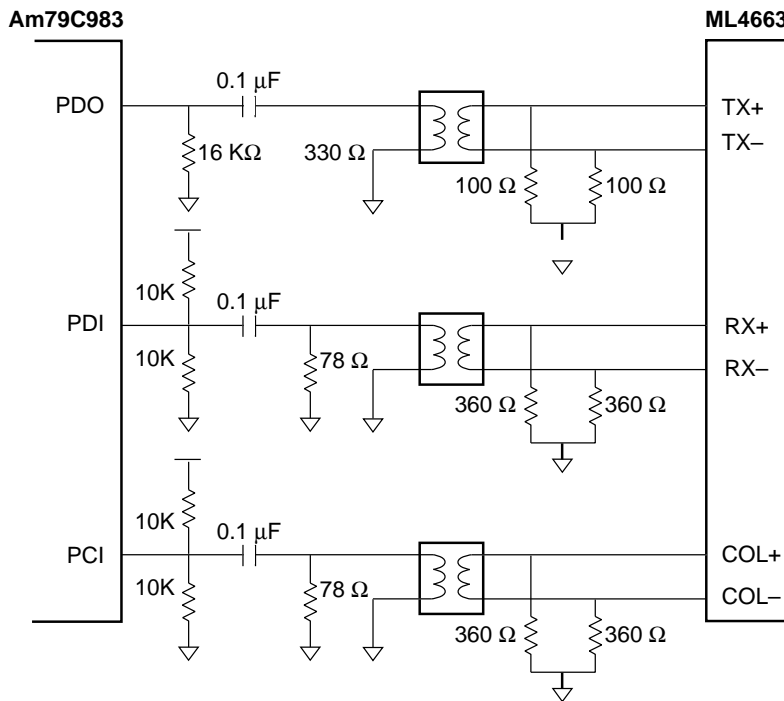 Am79C983
ML4663
0.1 μF
PDO
TX+
TX–
16 KΩ
330 Ω
100 Ω
100 Ω
10K
0.1 μF
PDI
RX+
10K
78 Ω
RX–
360 Ω
360 Ω
10K
0.1 μF
PCI
COL+
10K
78 Ω
COL–
360 Ω
360 Ω